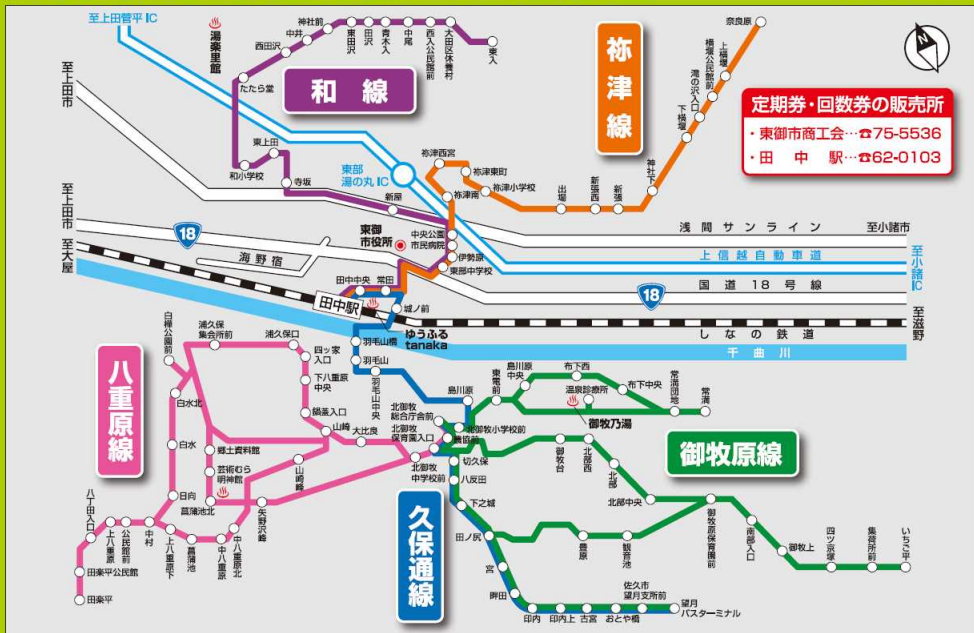 至上田菅平IC
湯楽里館
神社前
中井
西田沢
東田沢
田沢
青木入
中尾
西入公民館前
大田区休養村
東入
和線
たたら堂
東上田
和小学校
寺坂
新屋
至上田市
至上田市
至大屋
祢津線
奈良原
上横堰
横堰公民館前
滝の沢入口
下横堰
神社下
新張
新張西
出場
祢津小学校
祢津東町
祢津西宮
祢津南
定期券・回数券の販売所
・東御市商工会…☎75-5536
・田中駅…☎62-0103
東部
湯の丸IC
18
東御
市役所
海野宿
中央公園
市民病院
伊勢原
東部中学校
浅間サンライン
至小諸市
上信越自動車道
至小諸IC
国道18号線
18
しなの鉄道
至滋野
千曲川
田中中央
常田
田中駅
城ノ前
ゆうふる
tanaka
羽毛山橋
羽毛山
羽毛山中央
島川原
白樺公園前
浦久保
集会所前
浦久保口
四ッ家
入口
下八重原
中央
鍋蓋入口
山崎
大比良
八重原線
白水北
白水
郷土資料館
芸術むら
明神館
山崎峰
日向
菖蒲池北
矢野沢峰
八丁田入口
上八重原
公民館前
中村
上八重原下
菖蒲池
中八重原
中八重原北
田楽平公民館
田楽平
北御牧
総合庁舎前
北御牧
保育園入口
北御牧
中学校前
北御牧小学校前
農協前
切久保
八反田
下之城
田ノ尻
宮
畔田
久保通線
印内
印内上
古宮
おとや橋
佐久市
望月支所前
望月
バスターミナル
東電前
島川原
中央
布下西
温泉診療所
布下中央
常満団地
常満
御牧乃湯
御牧原線
御牧台
北部西
北部
北部中央
豊原
観音池
御牧原保育園前
南部入口
御牧上
四ツ京塚
集荷所前
いちご平